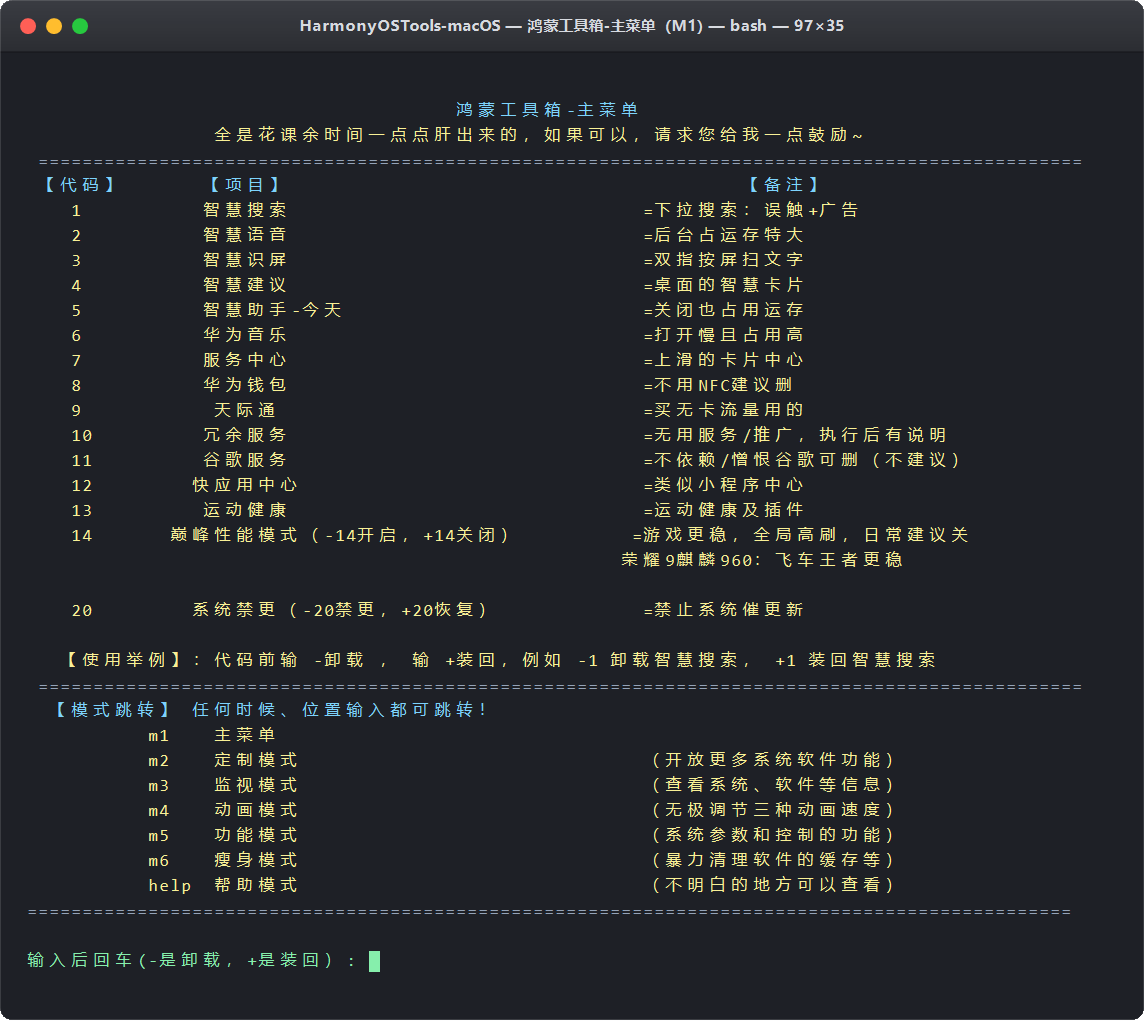 HarmonyOSTools-macOS — 鸿蒙工具箱-主菜单（M1) — bash — 97×35
鸿蒙工具箱-主菜单
全是花课余时间一点点肝出来的，如果可以，请求您给我一点鼓励~
===============================================================================================
【代码】 【项目】 【备注】
1 智慧搜索 =下拉搜索：误触+广告
2 智慧语音 =后台占运存特大
3 智慧识屏 =双指按屏扫文字
4 智慧建议 =桌面的智慧卡片
5 智慧助手-今天 =关闭也占用运存
6 华为音乐 =打开慢且占用高
7 服务中心 =上滑的卡片中心
8 华为钱包 =不用NFC建议删
9 天际通 =买无卡流量用的
10 冗余服务 =无用服务/推广，执行后有说明
11 谷歌服务 =不依赖/憎恨谷歌可删（不建议）
12 快应用中心 =类似小程序中心
13 运动健康 =运动健康及插件
14 巅峰性能模式（-14开启，+14关闭） =游戏更稳，全局高刷，日常建议关
荣耀9麒麟960：飞车王者更稳
20 系统禁更（-20禁更，+20恢复） =禁止系统催更新
【使用举例】：代码前输 -卸载 ， 输 +装回，例如 -1 卸载智慧搜索， +1 装回智慧搜索
===============================================================================================
【模式跳转】 任何时候、位置输入都可跳转！
m1 主菜单
m2 定制模式 （开放更多系统软件功能）
m3 监视模式 （查看系统、软件等信息）
m4 动画模式 （无极调节三种动画速度）
m5 功能模式 （系统参数和控制的功能）
m6 瘦身模式 （暴力清理软件的缓存等）
help 帮助模式 （不明白的地方可以查看）
===============================================================================================
输入后回车(-是卸载，+是装回）：